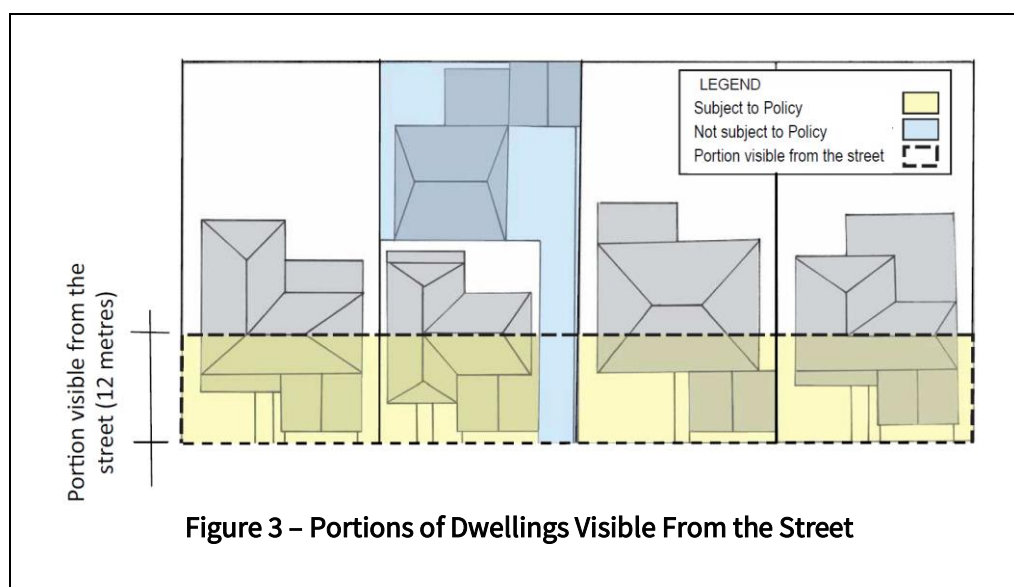 LEGEND
Subject to Policy
Not subject to Policy
Portion visible from the street
Portion visible from the
street (12 metres)
Figure 3 – Portions of Dwellings Visible From the Street